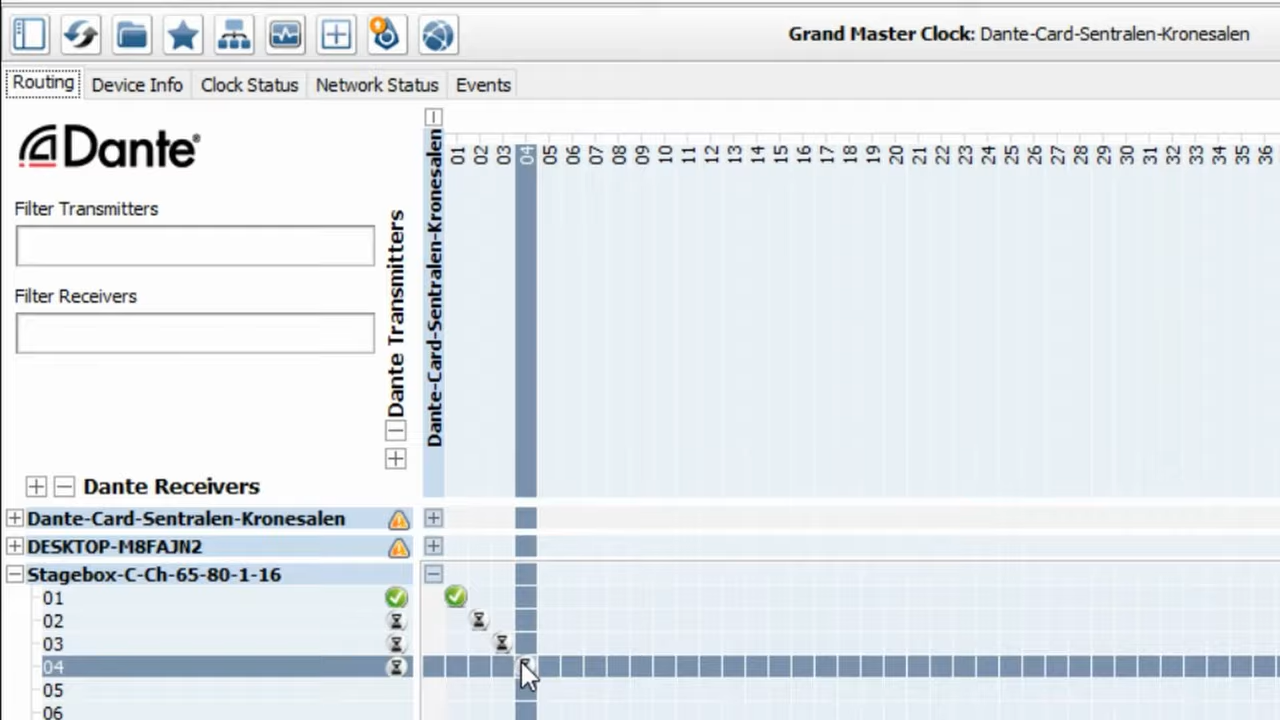 Grand Master Clock: Dante-Card-Sentralen-Kronesalen
Routing Device Info Clock Status Network Status Events
Dante®
Filter Transmitters
Filter Receivers
Dante Transmitters
Dante-Card-Sentralen-Kronesalen
01 02 03 04 05 06 07 08 09 10 11 12 13 14 15 16 17 18 19 20 21 22 23 24 25 26 27 28 29 30 31 32 33 34 35 36
Dante Receivers
Dante-Card-Sentralen-Kronesalen
DESKTOP-M8FAJN2
Stagebox-C-Ch-65-80-1-16
01
02
03
04
05
06